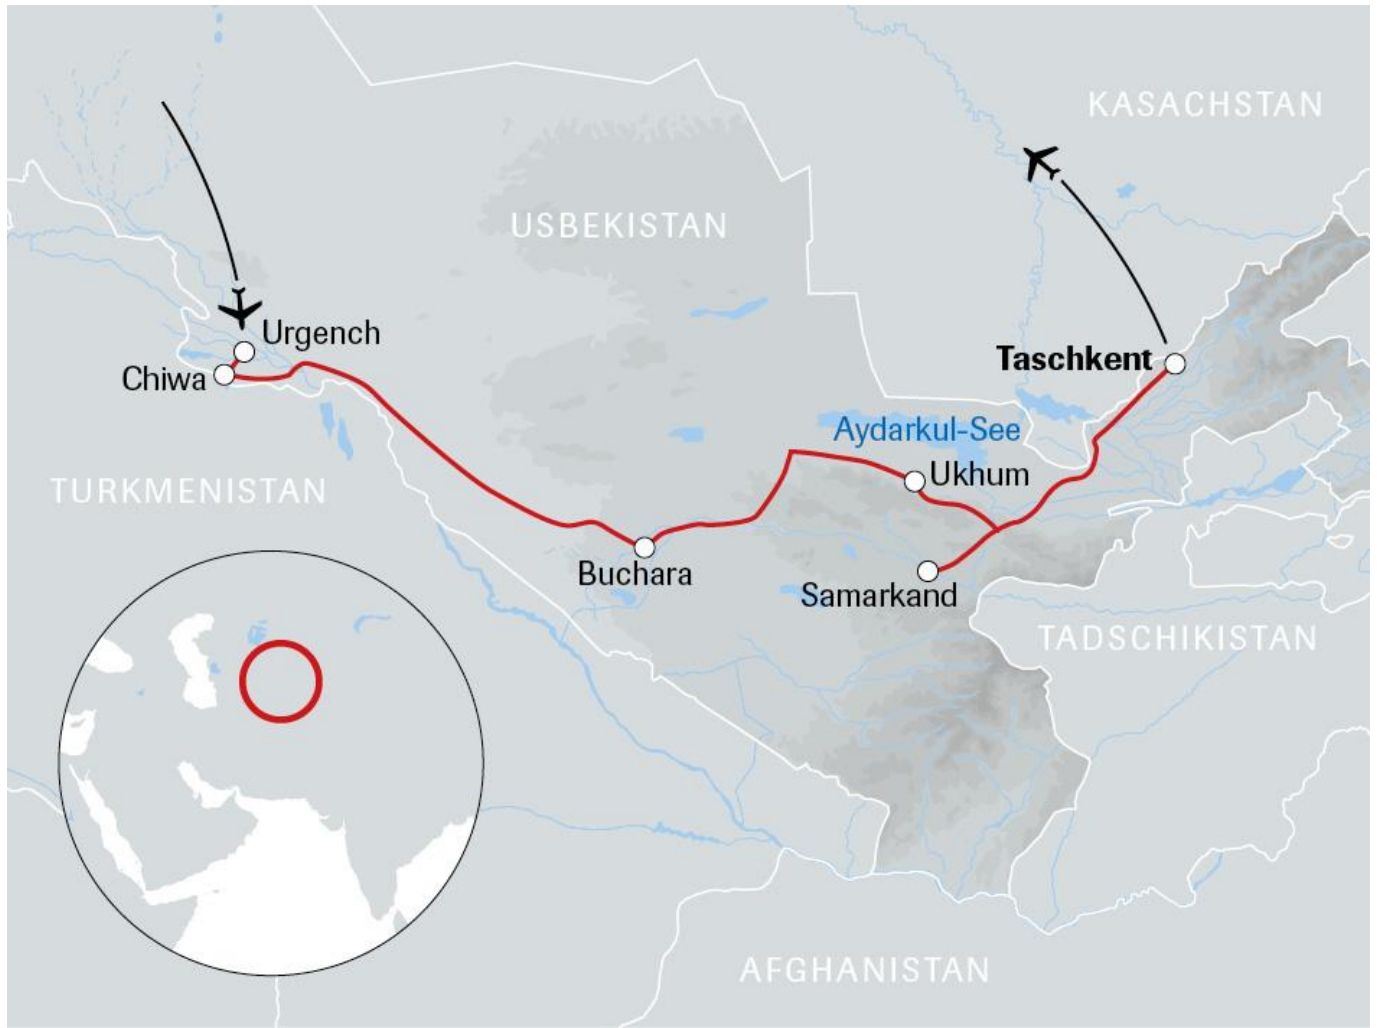 KASACHSTAN
USBEKISTAN
Urgench
Chiwa
Taschkent
Aydarkul-See
Ukhum
TURKMENISTAN
Buchara
Samarkand
TADSCHIKISTAN
AFGHANISTAN